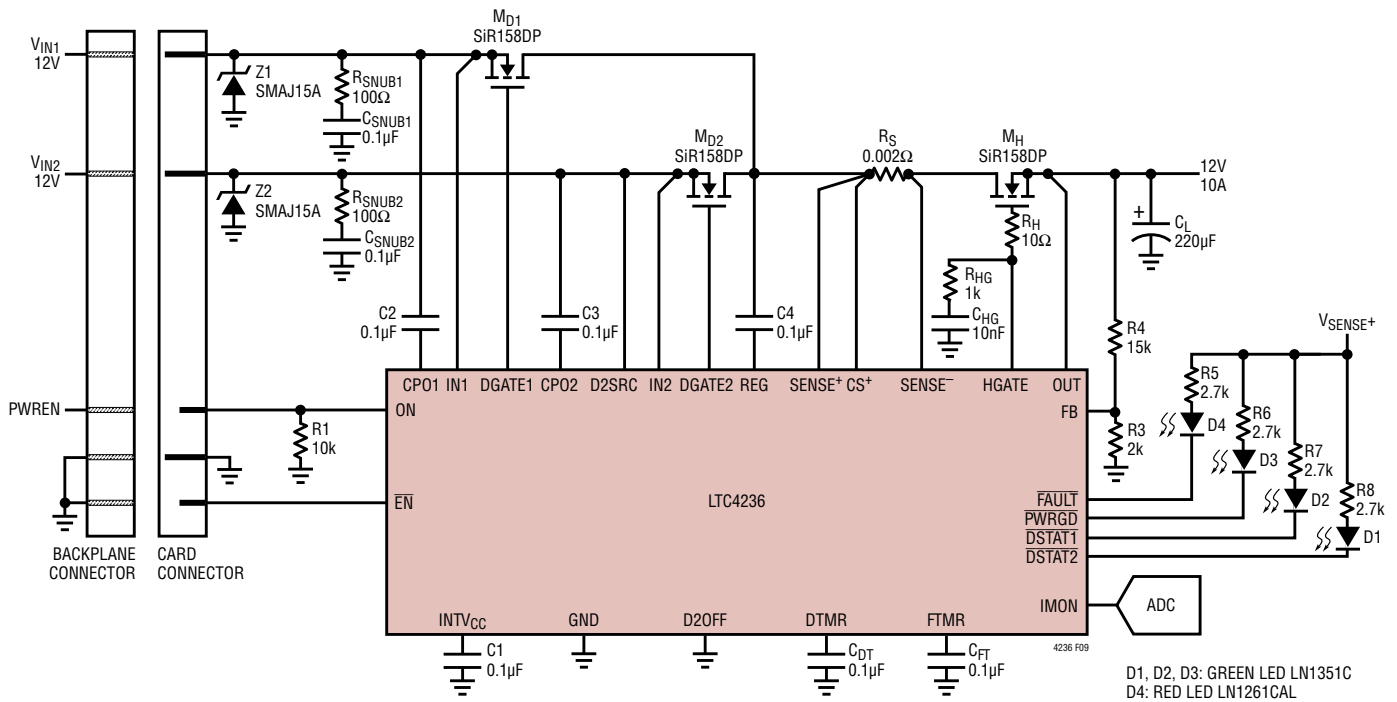 MD1
SiR158DP
VIN1
12V
Z1
SMAJ15A
RSNUB1
100Ω
CSNUB1
0.1µF
VIN2
12V
Z2
SMAJ15A
RSNUB2
100Ω
CSNUB2
0.1µF
MD2
SiR158DP
RS
0.002Ω
MH
SiR158DP
12V
10A
+
CL
220µF
RH
10Ω
RHG
1k
CHG
10nF
C2
0.1µF
C3
0.1µF
C4
0.1µF
R4
15k
VSENSE+
CPO1 IN1 DGATE1 CPO2 D2SRC IN2 DGATE2 REG SENSE+ CS+ SENSE− HGATE OUT
PWREN
ON
R1
10k
FB
R3
2k
R5
2.7k
D4
R6
2.7k
D3
R7
2.7k
D2
R8
2.7k
D1
EN
LTC4236
FAULT
PWRGD
DSTAT1
DSTAT2
BACKPLANE
CONNECTOR
CARD
CONNECTOR
IMON
ADC
INTVCC GND D2OFF DTMR FTMR
4236 F09
C1
0.1µF
CDT
0.1µF
CFT
0.1µF
D1, D2, D3: GREEN LED LN1351C
D4: RED LED LN1261CAL